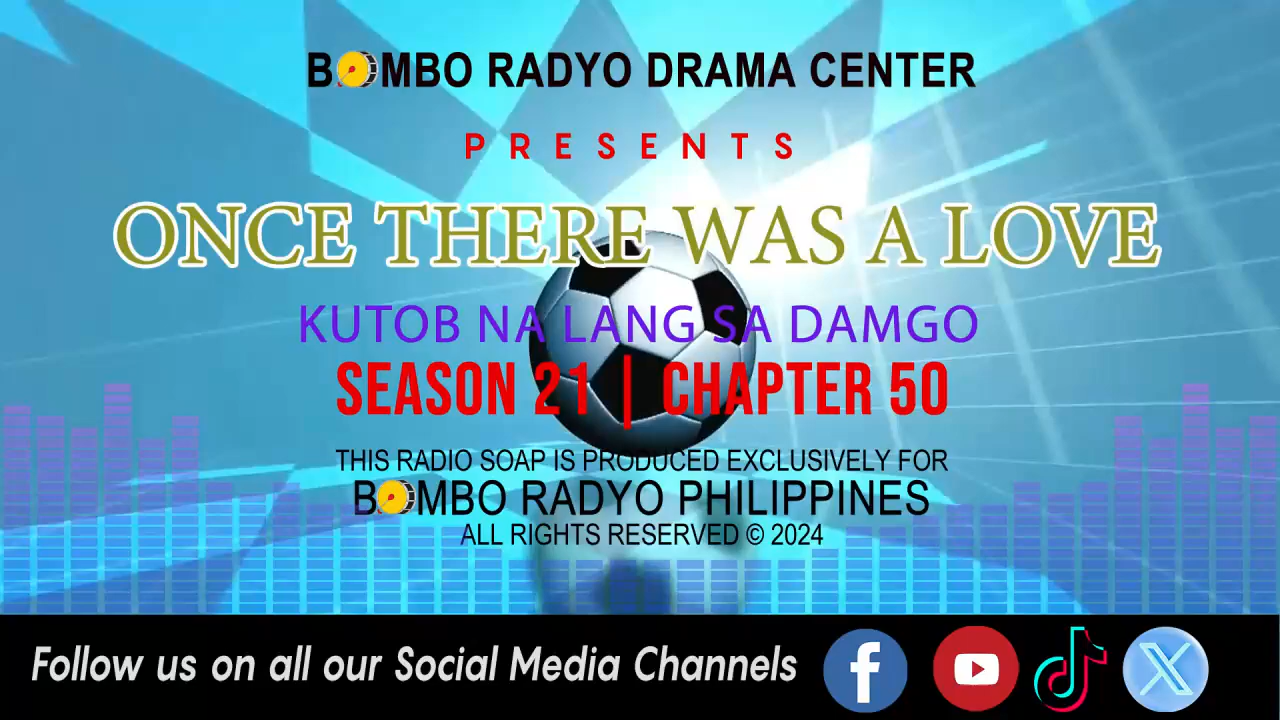 BOMBO RADYO DRAMA CENTER
PRESENTS
ONCE THERE WAS A LOVE
KUTOB NA LANG SA DAMGO
SEASON 21 | CHAPTER 50
THIS RADIO SOAP IS PRODUCED EXCLUSIVELY FOR
BOMBO RADYO PHILIPPINES
ALL RIGHTS RESERVED © 2024
Follow us on all our Social Media Channels